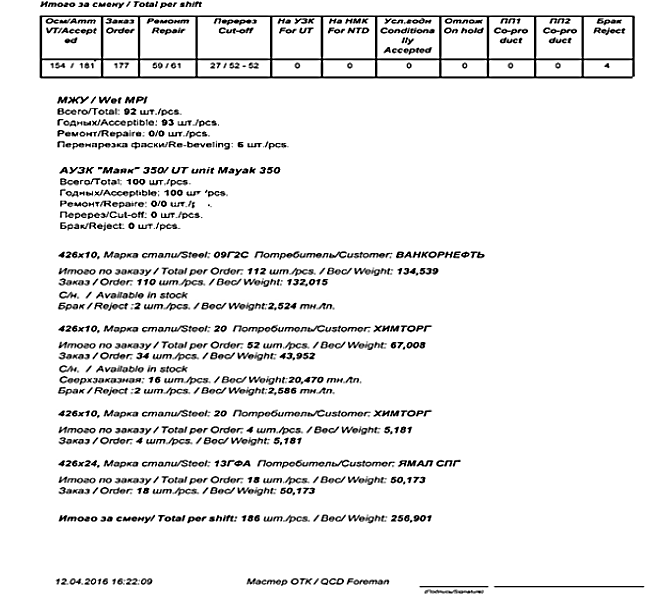 Итого за смену / Total per shift
Осм/Amm VT/Accepted Заказ Order Ремонт Repair Перерез Cut-off На УЗК For UT На НМК For NTD Усл.годн Conditionally Accepted Отлож On hold ПП1 Co-product ПП2 Co-product Брак Reject
154 / 181 177 59 / 61 27 / 52 - 52 0 0 0 0 0 0 4
МЖУ / Wet MPI
Всего/Total: 92 шт./pcs.
Годных/Acceptible: 93 шт./pcs.
Ремонт/Repaire: 0/0 шт./pcs.
Перенарезка фаски/Re-beveling: 6 шт./pcs.
АУЗК "Маяк" 350/ UT unit Mayak 350
Всего/Total: 100 шт./pcs.
Годных/Acceptible: 100 шт./pcs.
Ремонт/Repaire: 0/0 шт./
Перерез/Cut-off: 0 шт./pcs.
Брак/Reject: 0 шт./pcs.
426x10, Марка стали/Steel: 09Г2С Потребитель/Customer: ВАНКОРНЕФТЬ
Итого по заказу / Total per Order: 112 шт./pcs. / Вес/ Weight: 134,539
Заказ / Order: 110 шт./pcs. / Вес/ Weight: 132,015
С/н. / Available in stock
Брак / Reject :2 шт./pcs. / Вес/ Weight:2,524 тн./tn.
426x10, Марка стали/Steel: 20 Потребитель/Customer: ХИМТОРГ
Итого по заказу / Total per Order: 52 шт./pcs. / Вес/ Weight: 67,008
Заказ / Order: 34 шт./pcs. / Вес/ Weight: 43,952
С/н. / Available in stock
Сверхзаказная: 16 шт./pcs. / Вес/ Weight:20,470 тн./tn.
Брак / Reject :2 шт./pcs. / Вес/ Weight:2,586 тн./tn.
426x10, Марка стали/Steel: 20 Потребитель/Customer: ХИМТОРГ
Итого по заказу / Total per Order: 4 шт./pcs. / Вес/ Weight: 5,181
Заказ / Order: 4 шт./pcs. / Вес/ Weight: 5,181
426x24, Марка стали/Steel: 13ГФА Потребитель/Customer: ЯМАЛ СПГ
Итого по заказу / Total per Order: 18 шт./pcs. / Вес/ Weight: 50,173
Заказ / Order: 18 шт./pcs. / Вес/ Weight: 50,173
Итого за смену/ Total per shift: 186 шт./pcs. / Вес/ Weight: 256,901
12.04.2016 16:22:09 Мастер ОТК / QCD Foreman
(Подпись/Signature)